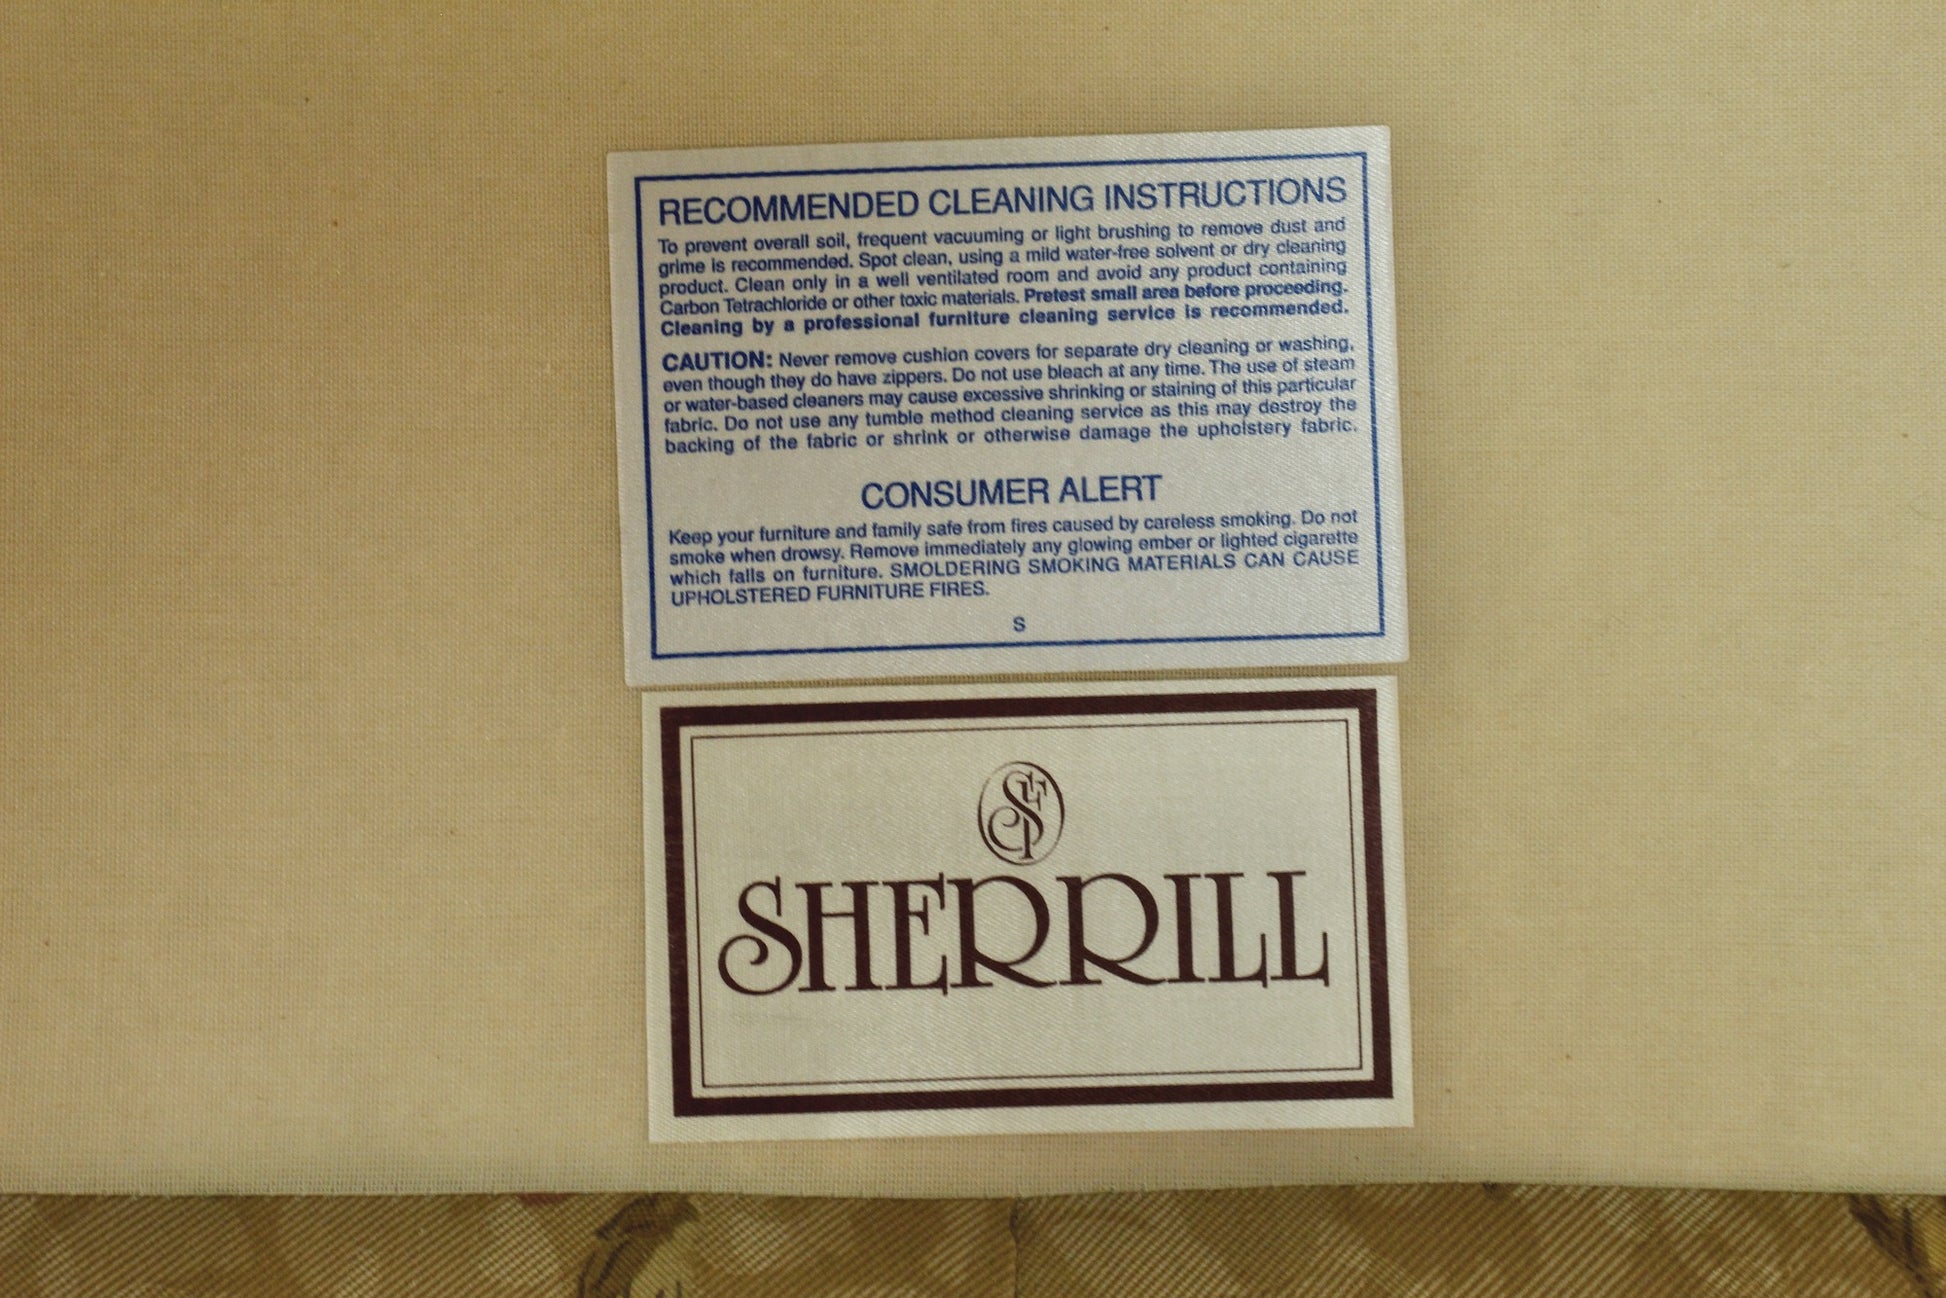 RECOMMENDED CLEANING INSTRUCTIONS
To prevent overall soil, frequent vacuuming or light brushing to remove dust and
grime is recommended. Spot clean, using a mild water-free solvent or dry cleaning
product. Clean only in a well ventilated room and avoid any product containing
Carbon Tetrachloride or other toxic materials. Pretest small area before proceeding.
Cleaning by a professional furniture cleaning service is recommended.
CAUTION: Never remove cushion covers for separate dry cleaning or washing,
even though they do have zippers. Do not use bleach at any time. The use of steam
or water-based cleaners may cause excessive shrinking or staining of this particular
fabric. Do not use any tumble method cleaning service as this may destroy the
backing of the fabric or shrink or otherwise damage the upholstery fabric.
CONSUMER ALERT
Keep your furniture and family safe from fires caused by careless smoking. Do not
smoke when drowsy. Remove immediately any glowing ember or lighted cigarette
which falls on furniture. SMOLDERING SMOKING MATERIALS CAN CAUSE
UPHOLSTERED FURNITURE FIRES.
S
SF
SHERRILL